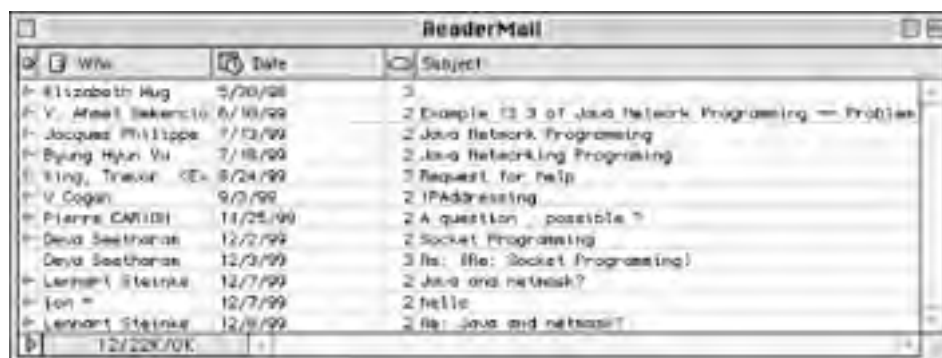 ReaderMail
Who Date Subject
Elizabeth Hug 5/30/98 3
V. Ahmet 6/10/99 2 Example 13.3 of Java Network Programming -- Problem
Jacques Philippe 7/13/99 2 Java Network Programming
Byung Hyun Yu 7/18/99 2 Java Networking Programing
King, Trevor <E> 8/24/99 3 Request for help
V Cogan 9/3/99 2 IPAddressing
Pierre CARION 11/25/99 2 A question , possible ?
Deva Seetharam 12/2/99 2 Socket Programming
Deva Seetharam 12/3/99 3 Re: [Re: Socket Programming]
Lennart Steinke 12/7/99 2 Java and netmask?
12/7/99 2 hello
Lennart Steinke 12/8/99 2 Re: Java and netmask?
12/22K/0K